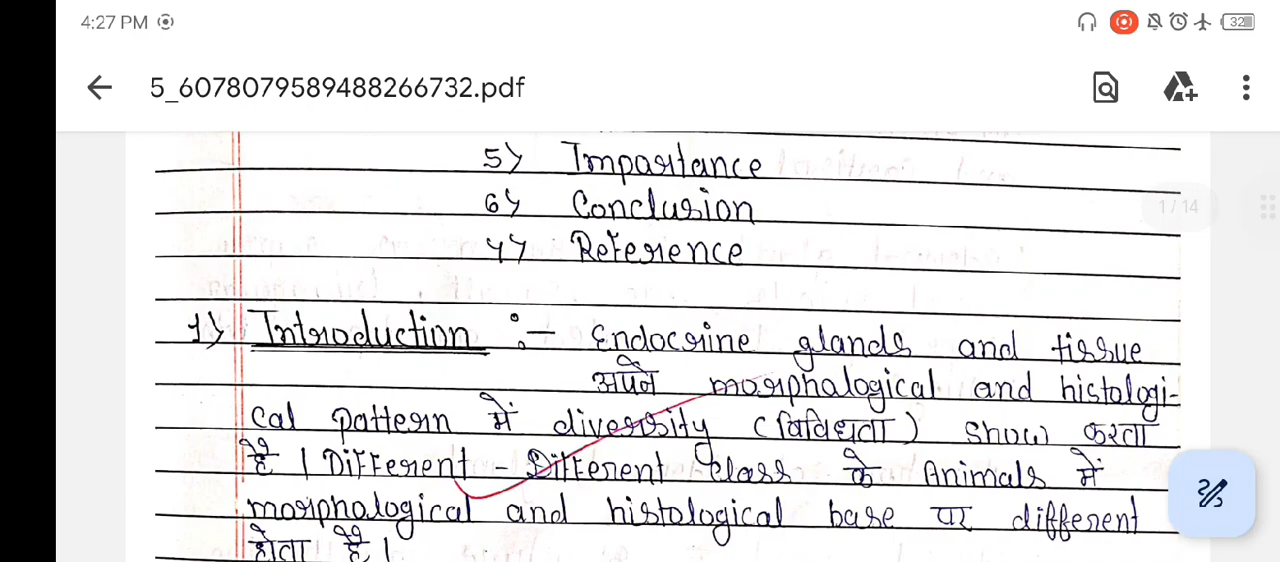 4:27 PM
32
5_6078079589488266732.pdf
5> Importance
6> Conclusion
7> Reference
1/14
1> Introduction :- Endocrine glands and tissue
अपने morphological and histologi-
cal pattern में diversity (विविधता) show करता
है। Different - Different class के Animals में
morphological and histological base पर different
होता है।